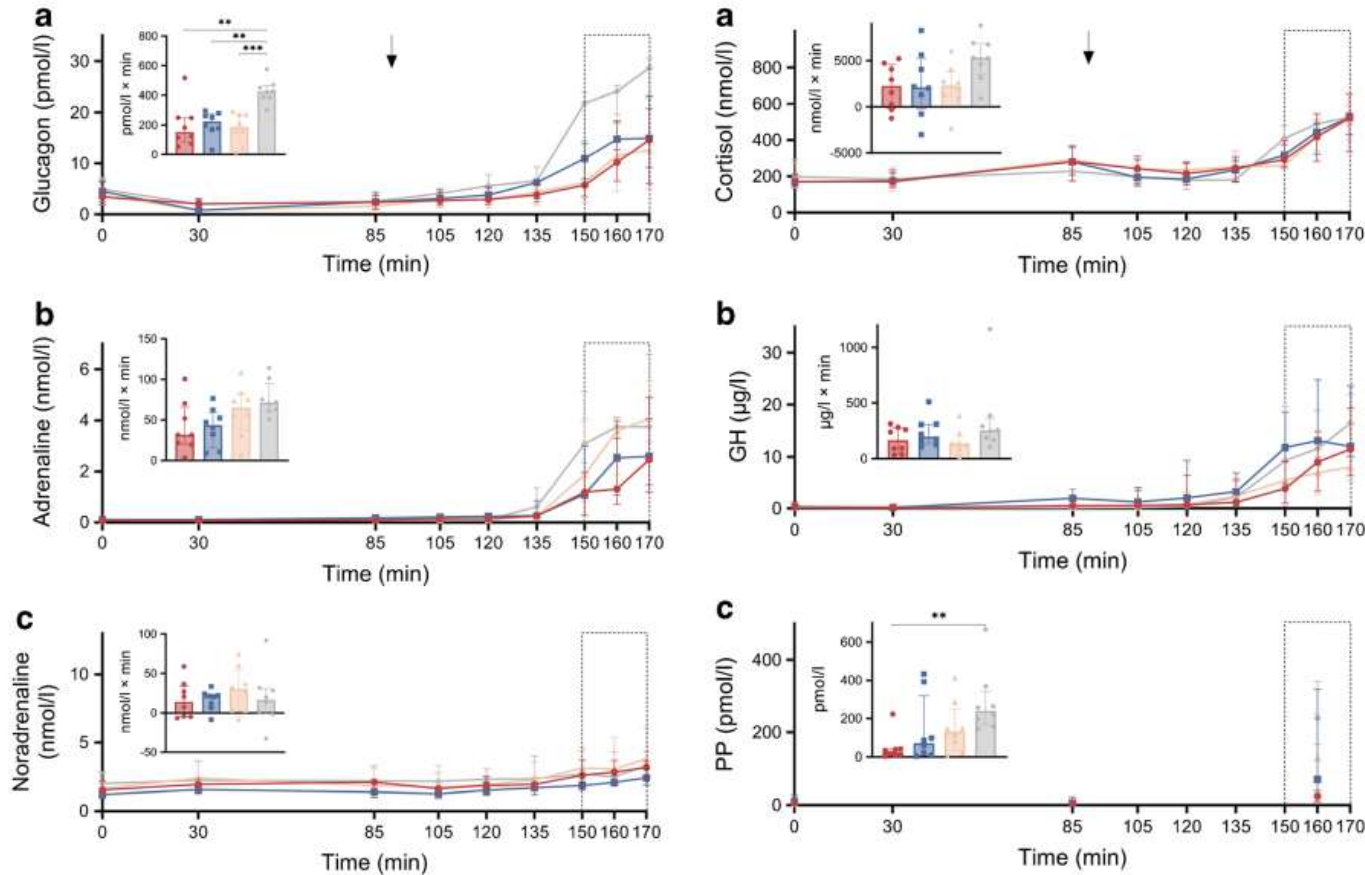 a
Glucagon (pmol/l)
30
20
10
0
pmol/l × min
800
600
400
200
0
**
**
***
0 30 85 105 120 135 150 160 170
Time (min)
b
Adrenaline (nmol/l)
6
4
2
0
nmol/l × min
150
100
50
0
0 30 85 105 120 135 150 160 170
Time (min)
c
Noradrenaline
(nmol/l)
10
5
0
nmol/l × min
100
50
0
-50
0 30 85 105 120 135 150 160 170
Time (min)
a
Cortisol (nmol/l)
800
600
400
200
0
nmol/l × min
5000
0
-5000
0 30 85 105 120 135 150 160 170
Time (min)
b
GH (µg/l)
30
20
10
0
µg/l × min
1000
500
0
0 30 85 105 120 135 150 160 170
Time (min)
c
PP (pmol/l)
400
200
0
pmol/l
600
400
200
0
**
0 30 85 105 120 135 150 160 170
Time (min)